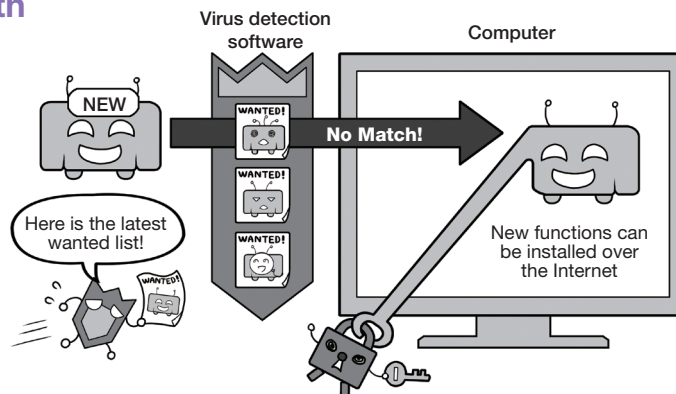 th
Virus detection
software
Computer
NEW
WANTED!
No Match!
WANTED!
WANTED!
Here is the latest
wanted list!
WANTED!
New functions can
be installed over
the Internet